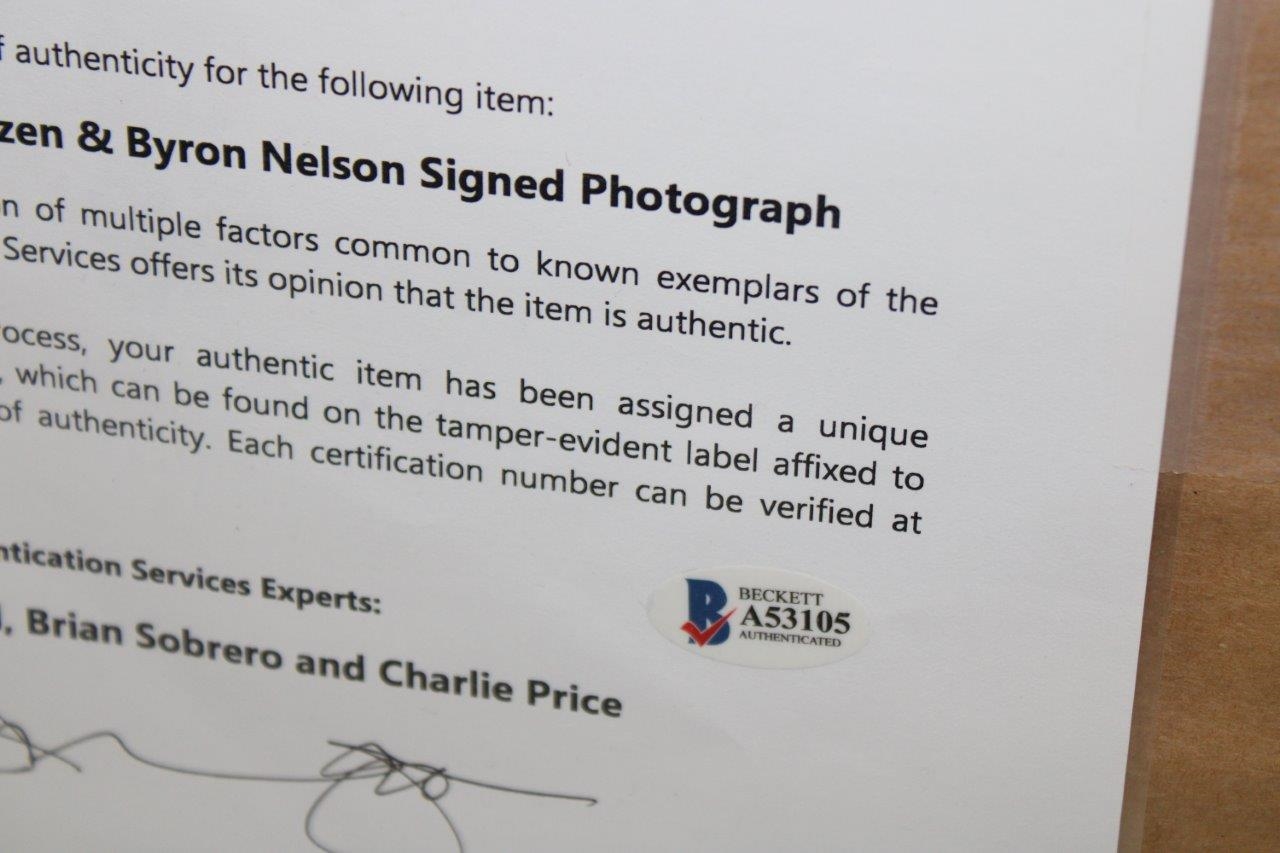 authenticity for the following item:
& Byron Nelson Signed Photograph
of multiple factors common to known exemplars of the
Services offers its opinion that the item is authentic.
your authentic item has been assigned a unique
, which can be found on the tamper-evident label affixed to
of authenticity. Each certification number can be verified at
Services Experts:
, Brian Sobrero and Charlie Price
BECKETT
A53105
AUTHENTICATED